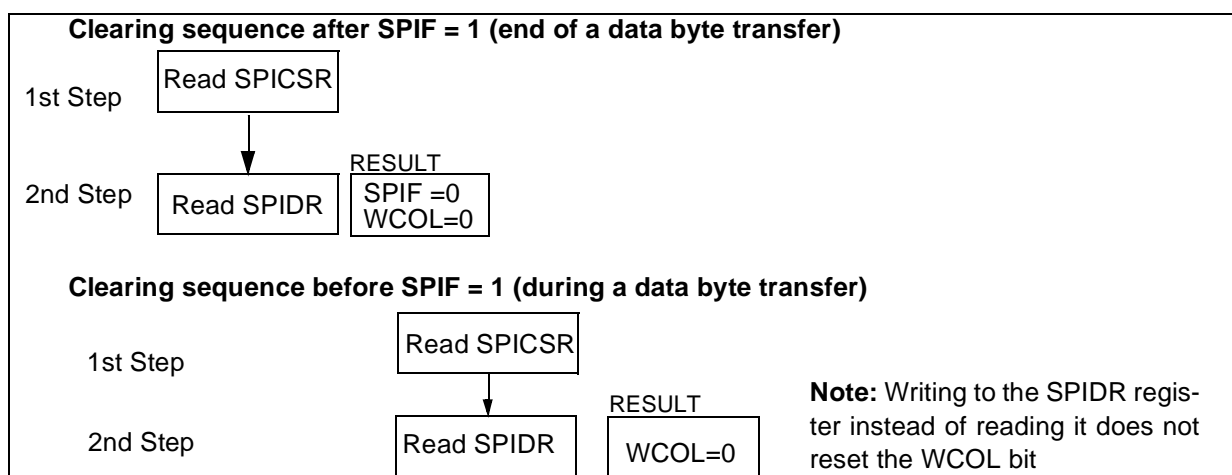 Clearing sequence after SPIF = 1 (end of a data byte transfer)
1st Step
Read SPICSR
RESULT
2nd Step
Read SPIDR
SPIF =0
WCOL=0
Clearing sequence before SPIF = 1 (during a data byte transfer)
1st Step
Read SPICSR
2nd Step
Read SPIDR
RESULT
WCOL=0
Note: Writing to the SPIDR regis-
ter instead of reading it does not
reset the WCOL bit